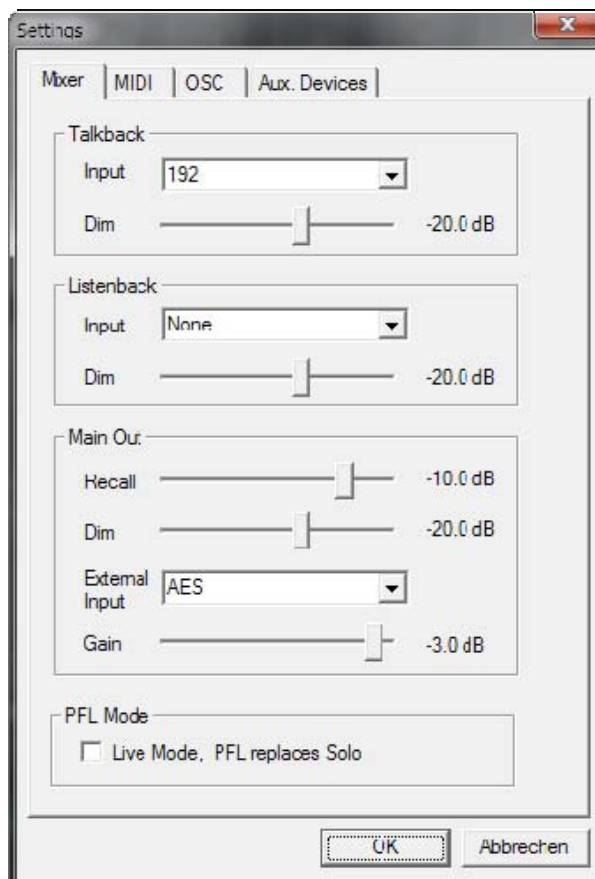 Settings
Mixer MIDI OSC Aux. Devices
Talkback
Input 192
Dim -20.0 dB
Listenback
Input None
Dim -20.0 dB
Main Out
Recall -10.0 dB
Dim -20.0 dB
External Input AES
Gain -3.0 dB
PFL Mode
Live Mode, PFL replaces Solo
OK Abbrechen